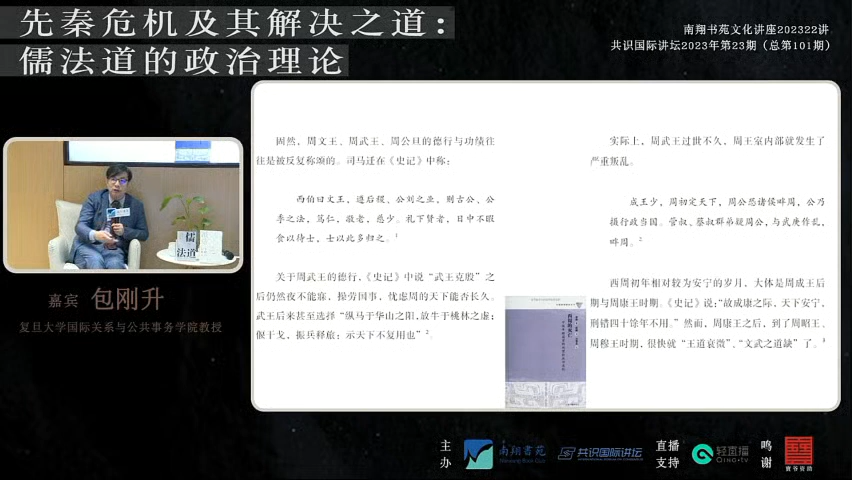 先秦危机及其解决之道：
儒法道的政治理论
南翔书苑文化讲座202322讲
共识国际讲坛2023年第23期（总第101期）
嘉宾 包刚升
复旦大学国际关系与公共事务学院教授
固然，周文王、周武王、周公旦的德行与功绩往
往是被反复称颂的。司马迁在《史记》中称：
西伯曰文王，遵后稷、公刘之业，则古公、公
季之法，笃仁，敬老，慈少。礼下贤者，日中不暇
食以待士，士以此多归之。1
关于周武王的德行，《史记》中说“武王克殷”之
后仍然夜不能寐，操劳国事，忧虑周的天下能否长久。
武王后来甚至选择“纵马于华山之阳，放牛于桃林之虚；
偃干戈，振兵释旅：示天下不复用也”2。
实际上，周武王过世不久，周王室内部就发生了
严重叛乱。
成王少，周初定天下，周公恐诸侯畔周，公乃
摄行政当国。管叔、蔡叔群弟疑周公，与武庚作乱，
畔周。2
西周初年相对较为安宁的岁月，大体是周成王后
期与周康王时期。《史记》说：“故成康之际，天下安宁，
刑错四十馀年不用。”然而，周康王之后，到了周昭王、
周穆王时期，很快就“王道衰微”、“文武之道缺”了。3
西周的灭亡
儒
法
道
主办
南翔書苑
共识国际讲坛
直播支持
轻直播
Qing.tv
鸣谢